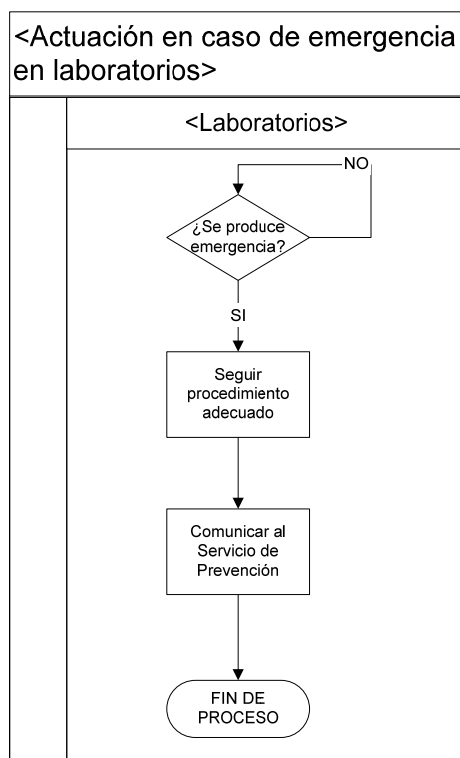 <Actuación en caso de emergencia
en laboratorios>
<Laboratorios>
NO
¿Se produce
emergencia?
SI
Seguir
procedimiento
adecuado
Comunicar al
Servicio de
Prevención
FIN DE
PROCESO